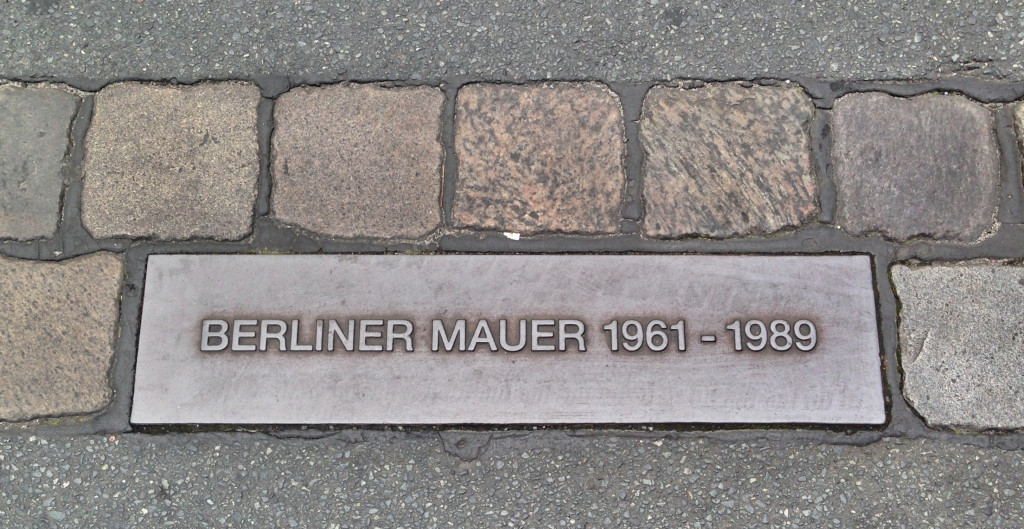 BERLINER MAUER 1961 - 1989